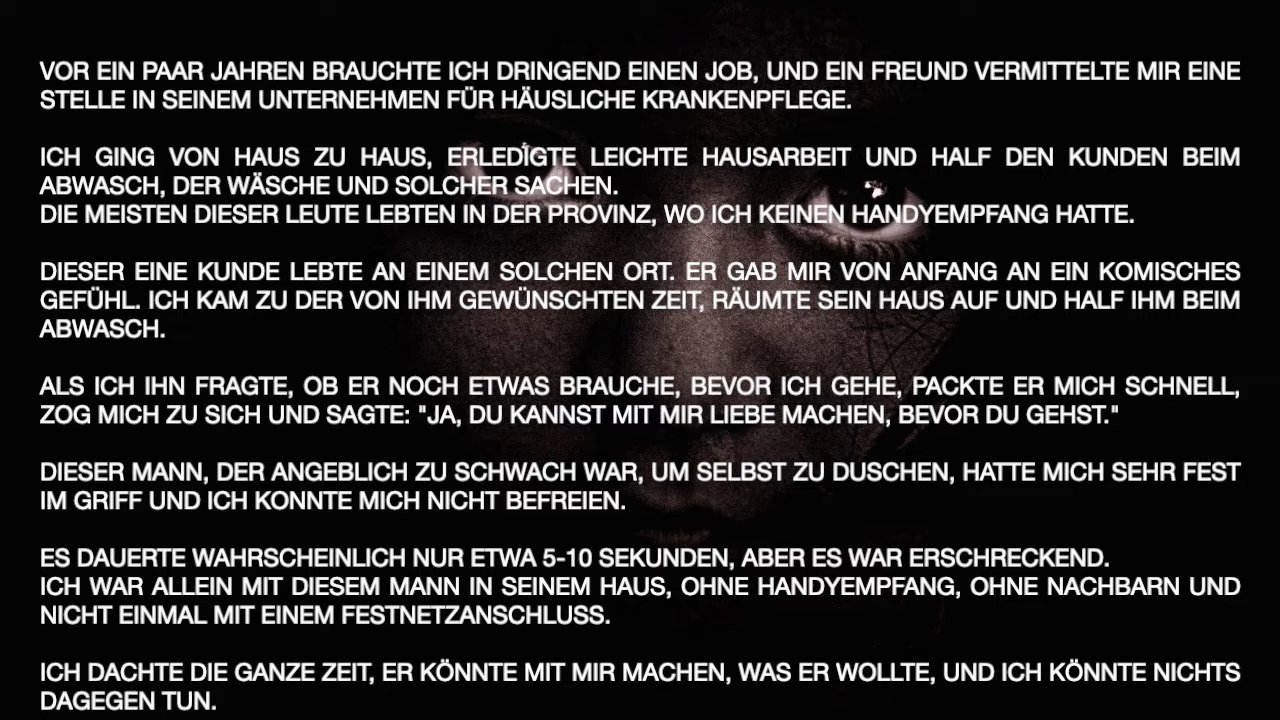 VOR EIN PAAR JAHREN BRAUCHTE ICH DRINGEND EINEN JOB, UND EIN FREUND VERMITTELTE MIR EINE
STELLE IN SEINEM UNTERNEHMEN FÜR HÄUSLICHE KRANKENPFLEGE.
ICH GING VON HAUS ZU HAUS, ERLEDIGTE LEICHTE HAUSARBEIT UND HALF DEN KUNDEN BEIM
ABWASCH, DER WÄSCHE UND SOLCHER SACHEN.
DIE MEISTEN DIESER LEUTE LEBTEN IN DER PROVINZ, WO ICH KEINEN HANDYEMPFANG HATTE.
DIESER EINE KUNDE LEBTE AN EINEM SOLCHEN ORT. ER GAB MIR VON ANFANG AN EIN KOMISCHES
GEFÜHL. ICH KAM ZU DER VON IHM GEWÜNSCHTEN ZEIT, RÄUMTE SEIN HAUS AUF UND HALF IHM BEIM
ABWASCH.
ALS ICH IHN FRAGTE, OB ER NOCH ETWAS BRAUCHE, BEVOR ICH GEHE, PACKTE ER MICH SCHNELL,
ZOG MICH ZU SICH UND SAGTE: "JA, DU KANNST MIT MIR LIEBE MACHEN, BEVOR DU GEHST."
DIESER MANN, DER ANGEBLICH ZU SCHWACH WAR, UM SELBST ZU DUSCHEN, HATTE MICH SEHR FEST
IM GRIFF UND ICH KONNTE MICH NICHT BEFREIEN.
ES DAUERTE WAHRSCHEINLICH NUR ETWA 5-10 SEKUNDEN, ABER ES WAR ERSCHRECKEND.
ICH WAR ALLEIN MIT DIESEM MANN IN SEINEM HAUS, OHNE HANDYEMPFANG, OHNE NACHBARN UND
NICHT EINMAL MIT EINEM FESTNETZANSCHLUSS.
ICH DACHTE DIE GANZE ZEIT, ER KÖNNTE MIT MIR MACHEN, WAS ER WOLLTE, UND ICH KÖNNTE NICHTS
DAGEGEN TUN.